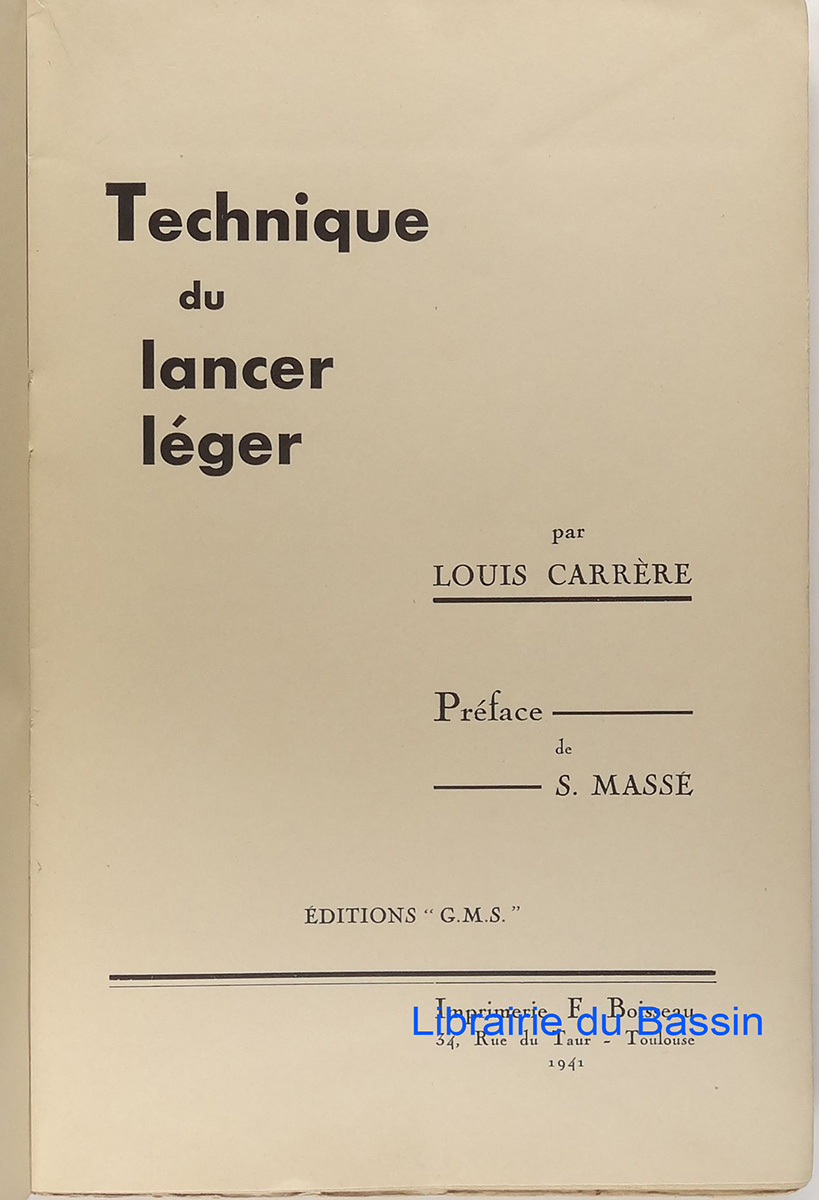 Technique
du
lancer
léger
par
LOUIS CARRÈRE
Préface
de
S. MASSÉ
ÉDITIONS “ G.M.S. ”
Imprimerie F. Boisseau
Librairie du Bassin
34, Rue du Taur - Toulouse
1941